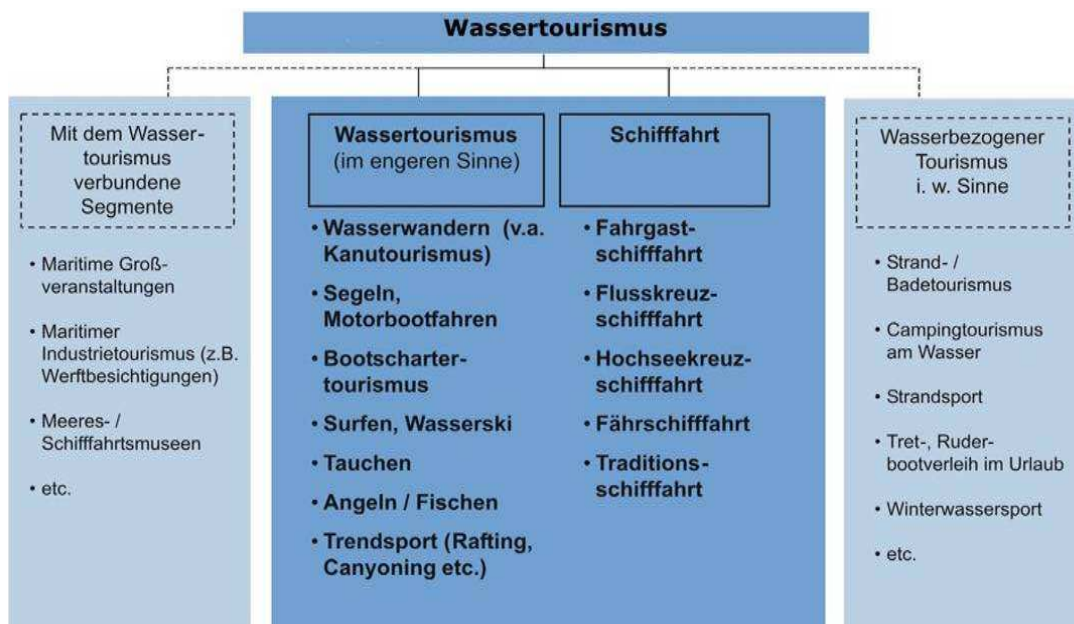 Wassertourismus
Mit dem Wasser-
tourismus
verbundene
Segmente
• Maritime Groß-
veranstaltungen
• Maritimer
Industrietourismus (z.B.
Werftbesichtigungen)
• Meeres- /
Schifffahrtsmuseen
• etc.
Wassertourismus
(im engeren Sinne)
• Wasserwandern (v.a.
Kanutourismus)
• Segeln,
Motorbootfahren
• Bootscharter-
tourismus
• Surfen, Wasserski
• Tauchen
• Angeln / Fischen
• Trendsport (Rafting,
Canyoning etc.)
Schifffahrt
• Fahrgast-
schifffahrt
• Flusskreuz-
schifffahrt
• Hochseekreuz-
schifffahrt
• Fährschifffahrt
• Traditions-
schifffahrt
Wasserbezogener
Tourismus
i. w. Sinne
• Strand- /
Badetourismus
• Campingtourismus
am Wasser
• Strandsport
• Tret-, Ruder-
bootverleih im Urlaub
• Winterwassersport
• etc.